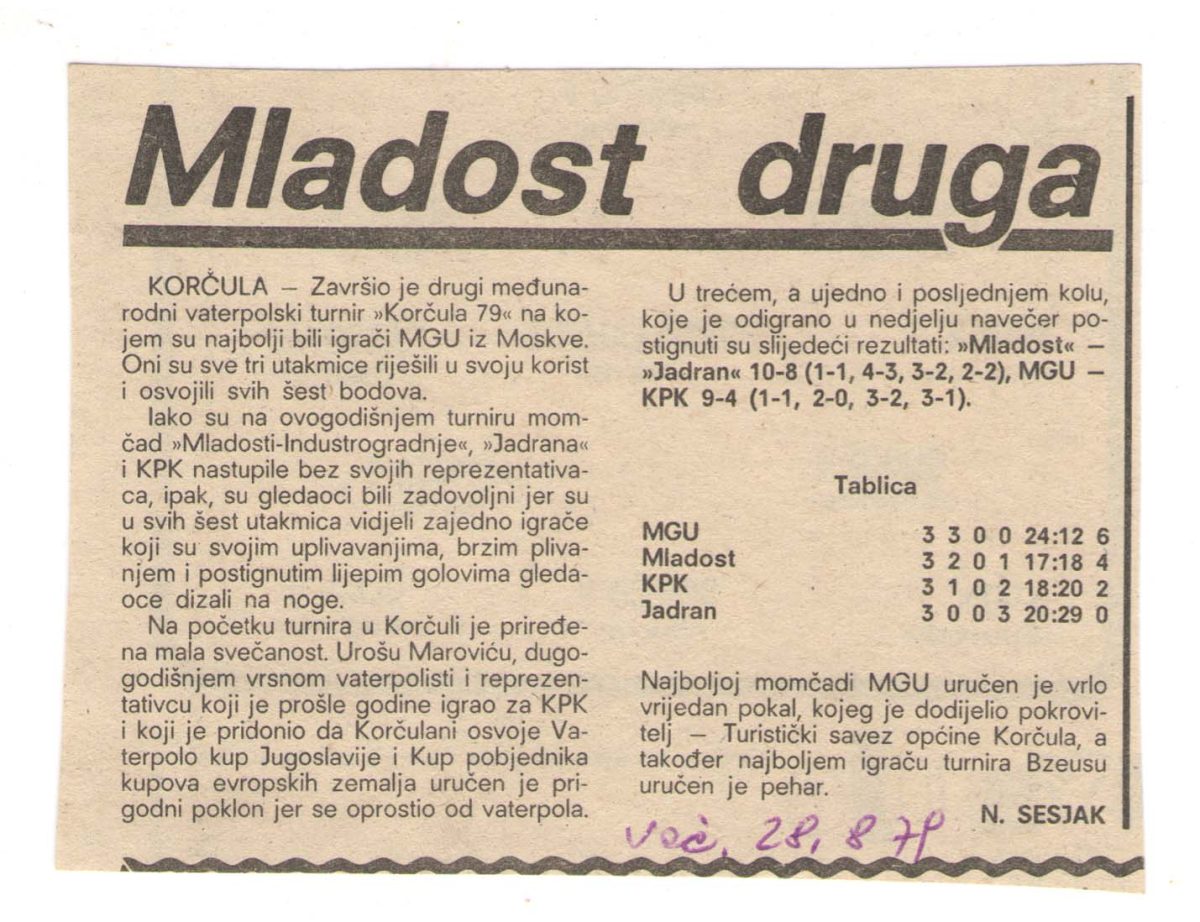 Mladost druga
KORČULA — Završio je drugi međuna-
rodni vaterpolski turnir »Korčula 79« na ko-
jem su najbolji bili igrači MGU iz Moskve.
Oni su sve tri utakmice riješili u svoju korist
i osvojili svih šest bodova.
Iako su na ovogodišnjem turniru mom-
čad »Mladosti-Industrogradnje«, »Jadrana«
i KPK nastupile bez svojih reprezentativa-
ca, ipak, su gledaoci bili zadovoljni jer su
u svih šest utakmica vidjeli zajedno igrače
koji su svojim uplivavanjima, brzim pliva-
njem i postignutim lijepim golovima gleda-
oce dizali na noge.
Na početku turnira u Korčuli je priređe-
na mala svečanost. Urošu Maroviću, dugo-
godišnjem vrsnom vaterpolisti i reprezen-
tativcu koji je prošle godine igrao za KPK
i koji je pridonio da Korčulani osvoje Va-
terpolo kup Jugoslavije i Kup pobjednika
kupova evropskih zemalja uručen je pri-
godni poklon jer se oprostio od vaterpola.
U trećem, a ujedno i posljednjem kolu,
koje je odigrano u nedjelju navečer po-
stignuti su slijedeći rezultati: »Mladost« —
»Jadran« 10-8 (1-1, 4-3, 3-2, 2-2), MGU —
KPK 9-4 (1-1, 2-0, 3-2, 3-1).
Tablica
MGU 3 3 0 0 24:12 6
Mladost 3 2 0 1 17:18 4
KPK 3 1 0 2 18:20 2
Jadran 3 0 0 3 20:29 0
Najboljoj momčadi MGU uručen je vrlo
vrijedan pokal, kojeg je dodijelio pokrovi-
telj — Turistički savez općine Korčula, a
također najboljem igraču turnira Bzeusu
uručen je pehar.
N. SESJAK
več. 28. 8 79